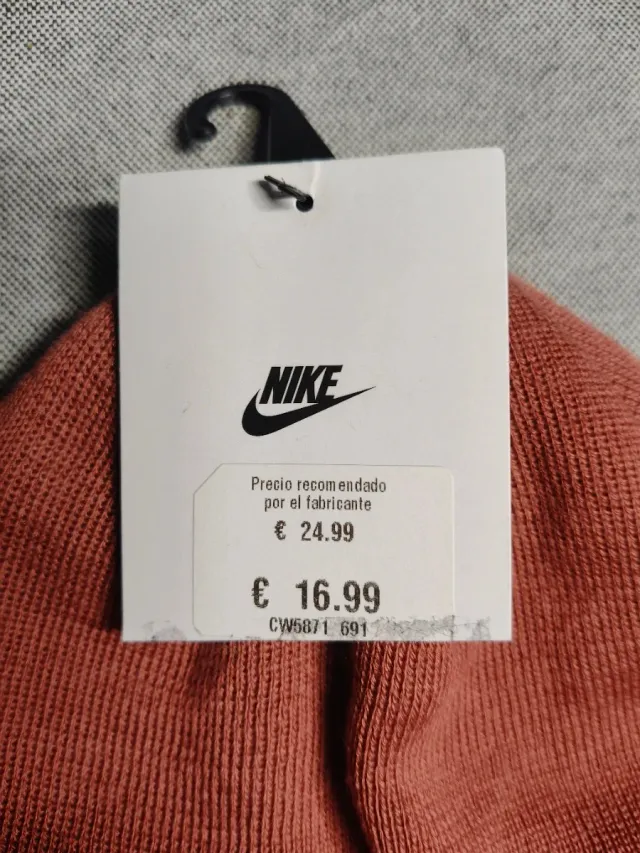 NIKE
Precio recomendado
por el fabricante
€ 24.99
€ 16.99
CW5871 691